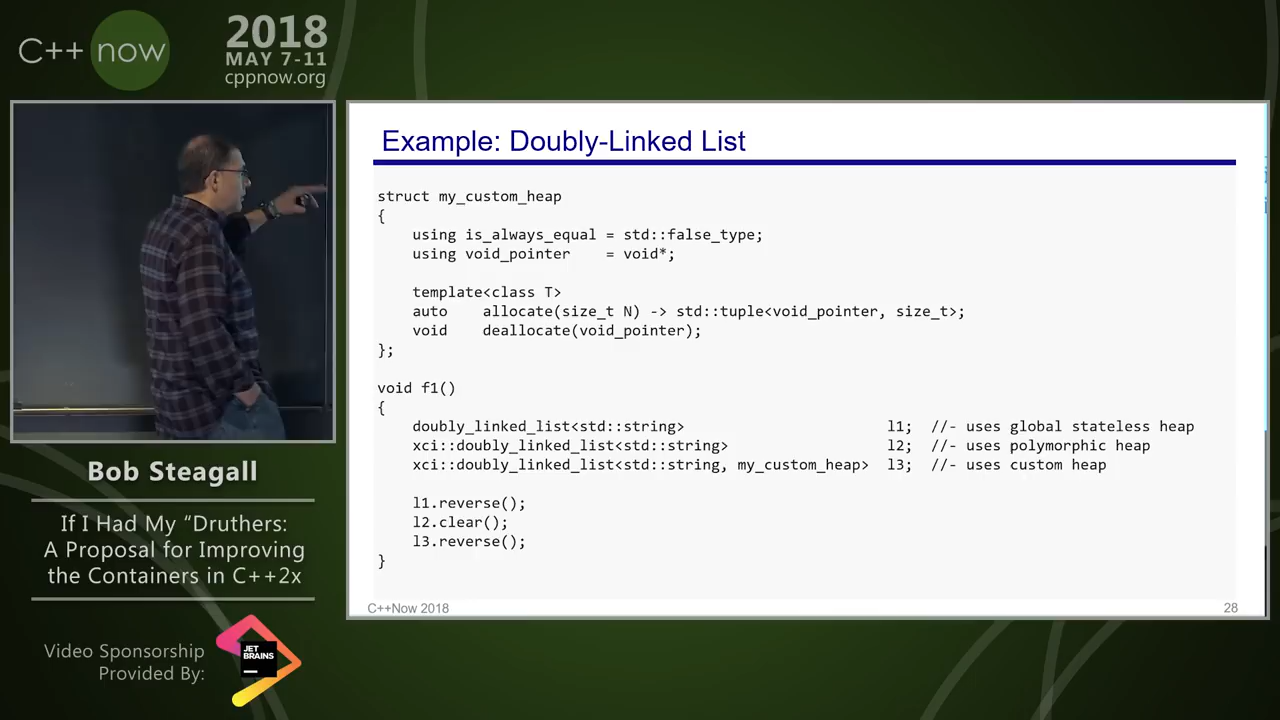 C++ now
2018
MAY 7-11
cppnow.org
Example: Doubly-Linked List
struct my_custom_heap
{
    using is_always_equal = std::false_type;
    using void_pointer    = void*;
    template<class T>
    auto    allocate(size_t N) -> std::tuple<void_pointer, size_t>;
    void    deallocate(void_pointer);
};
void f1()
{
    doubly_linked_list<std::string>                       l1;  //- uses global stateless heap
    xci::doubly_linked_list<std::string>                  l2;  //- uses polymorphic heap
    xci::doubly_linked_list<std::string, my_custom_heap>  l3;  //- uses custom heap
    l1.reverse();
    l2.clear();
    l3.reverse();
}
C++Now 2018
28
Bob Steagall
If I Had My “Druthers:
A Proposal for Improving
the Containers in C++2x
Video Sponsorship
Provided By:
JET
BRAINS